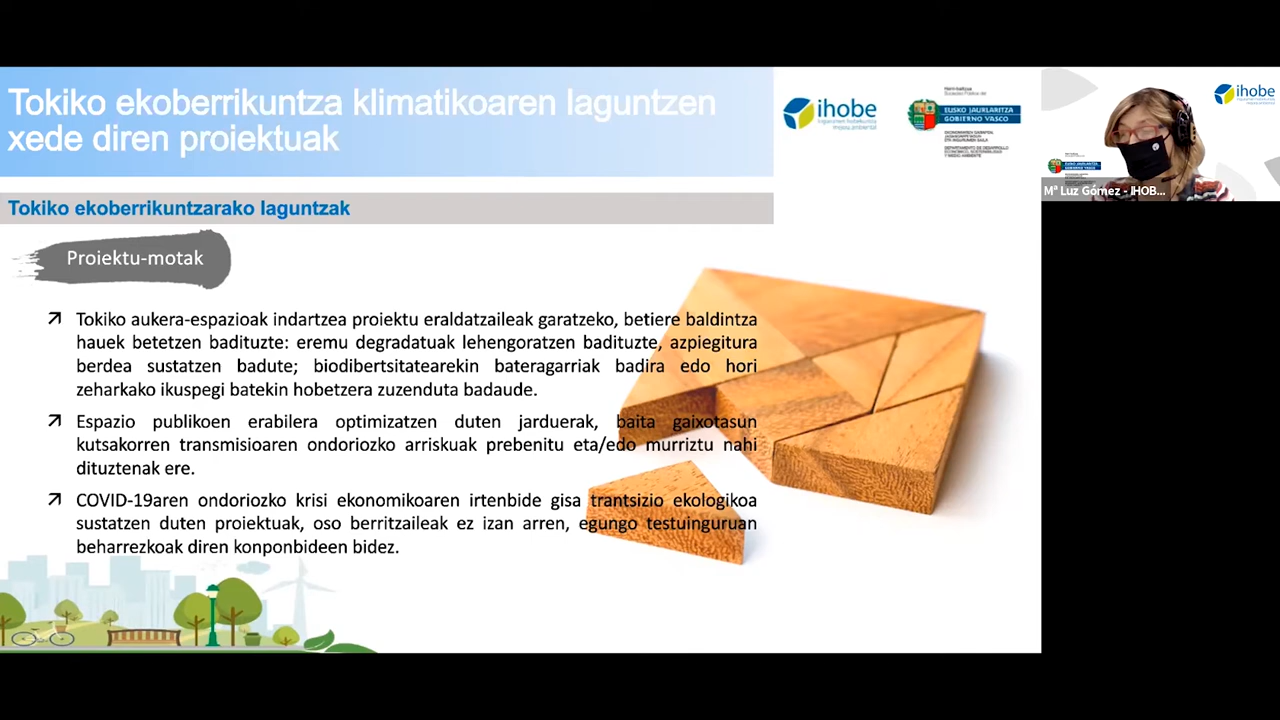 Tokiko ekoberrikuntza klimatikoaren laguntzen
xede diren proiektuak
ihobe
EUSKO JAURLARITZA
GOBIERNO VASCO
ihobe
Mª Luz Gómez - IHOB...
Tokiko ekoberrikuntzarako laguntzak
Proiektu-motak
Tokiko aukera-espazioak indartzea proiektu eraldatzaileak garatzeko, betiere baldintza
hauek betetzen badituzte: eremu degradatuak lehengoratzen badituzte, azpiegitura
berdea sustatzen badute; biodibertsitatearekin bateragarriak badira edo hori
zeharkako ikuspegi batekin hobetzera zuzenduta badaude.
Espazio publikoen erabilera optimizatzen duten jarduerak, baita gaixotasun
kutsakorren transmisioaren ondoriozko arriskuak prebenitu eta/edo murriztu nahi
dituztenak ere.
COVID-19aren ondoriozko krisi ekonomikoaren irtenbide gisa trantsizio ekologikoa
sustatzen duten proiektuak, oso berritzaileak ez izan arren, egungo testuinguruan
beharrezkoak diren konponbideen bidez.